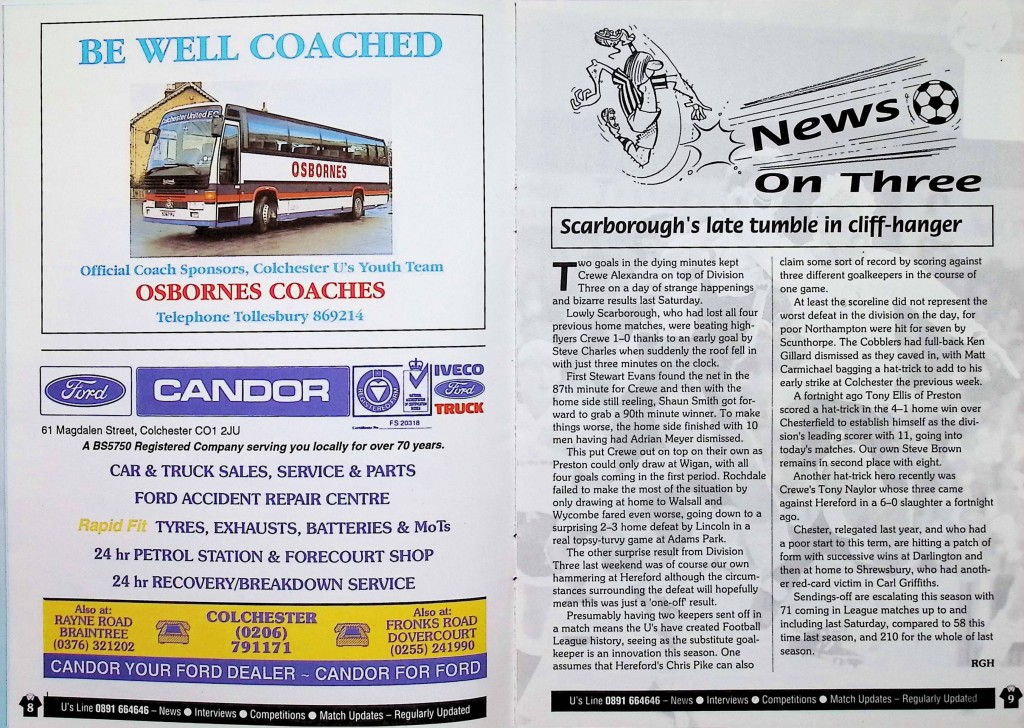 BE WELL COACHED
Colchester United F.C.
OSBORNE'S
Official Coach Sponsors, Colchester U's Youth Team
OSBORNES COACHES
Telephone Tollesbury 869214
Ford
CANDOR
REGISTERED FIRM
IVECO
Ford
TRUCK
FS 20318
61 Magdalen Street, Colchester CO1 2JU
A BS5750 Registered Company serving you locally for over 70 years.
CAR & TRUCK SALES, SERVICE & PARTS
FORD ACCIDENT REPAIR CENTRE
Rapid Fit TYRES, EXHAUSTS, BATTERIES & MoTs
24 hr PETROL STATION & FORECOURT SHOP
24 hr RECOVERY/BREAKDOWN SERVICE
Also at:
RAYNE ROAD
BRAINTREE
(0376) 321202
COLCHESTER
(0206)
791171
Also at:
FRONKS ROAD
DOVERCOURT
(0255) 241990
CANDOR YOUR FORD DEALER ~ CANDOR FOR FORD
8
U's Line 0891 664646 – News ● Interviews ● Competitions ● Match Updates – Regularly Updated
News
On Three
Scarborough's late tumble in cliff-hanger
Two goals in the dying minutes kept
Crewe Alexandra on top of Division
Three on a day of strange happenings
and bizarre results last Saturday.
Lowly Scarborough, who had lost all four
previous home matches, were beating high-
flyers Crewe 1–0 thanks to an early goal by
Steve Charles when suddenly the roof fell in
with just three minutes on the clock.
First Stewart Evans found the net in the
87th minute for Crewe and then with the
home side still reeling, Shaun Smith got for-
ward to grab a 90th minute winner. To make
things worse, the home side finished with 10
men having had Adrian Meyer dismissed.
This put Crewe out on top on their own as
Preston could only draw at Wigan, with all
four goals coming in the first period. Rochdale
failed to make the most of the situation by
only drawing at home to Walsall and
Wycombe fared even worse, going down to a
surprising 2–3 home defeat by Lincoln in a
real topsy-turvy game at Adams Park.
The other surprise result from Division
Three last weekend was of course our own
hammering at Hereford although the circum-
stances surrounding the defeat will hopefully
mean this was just a 'one-off' result.
Presumably having two keepers sent off in
a match means the U's have created Football
League history, seeing as the substitute goal-
keeper is an innovation this season. One
assumes that Hereford's Chris Pike can also
claim some sort of record by scoring against
three different goalkeepers in the course of
one game.
At least the scoreline did not represent the
worst defeat in the division on the day, for
poor Northampton were hit for seven by
Scunthorpe. The Cobblers had full-back Ken
Gillard dismissed as they caved in, with Matt
Carmichael bagging a hat-trick to add to his
early strike at Colchester the previous week.
A fortnight ago Tony Ellis of Preston
scored a hat-trick in the 4–1 home win over
Chesterfield to establish himself as the divi-
sion's leading scorer with 11, going into
today's matches. Our own Steve Brown
remains in second place with eight.
Another hat-trick hero recently was
Crewe's Tony Naylor whose three came
against Hereford in a 6–0 slaughter a fortnight
ago.
Chester, relegated last year, and who had
a poor start to this term, are hitting a patch of
form with successive wins at Darlington and
then at home to Shrewsbury, who had anoth-
er red-card victim in Carl Griffiths.
Sendings-off are escalating this season with
71 coming in League matches up to and
including last Saturday, compared to 58 this
time last season, and 210 for the whole of last
season.
RGH
U's Line 0891 664646 – News ● Interviews ● Competitions ● Match Updates – Regularly Updated
9